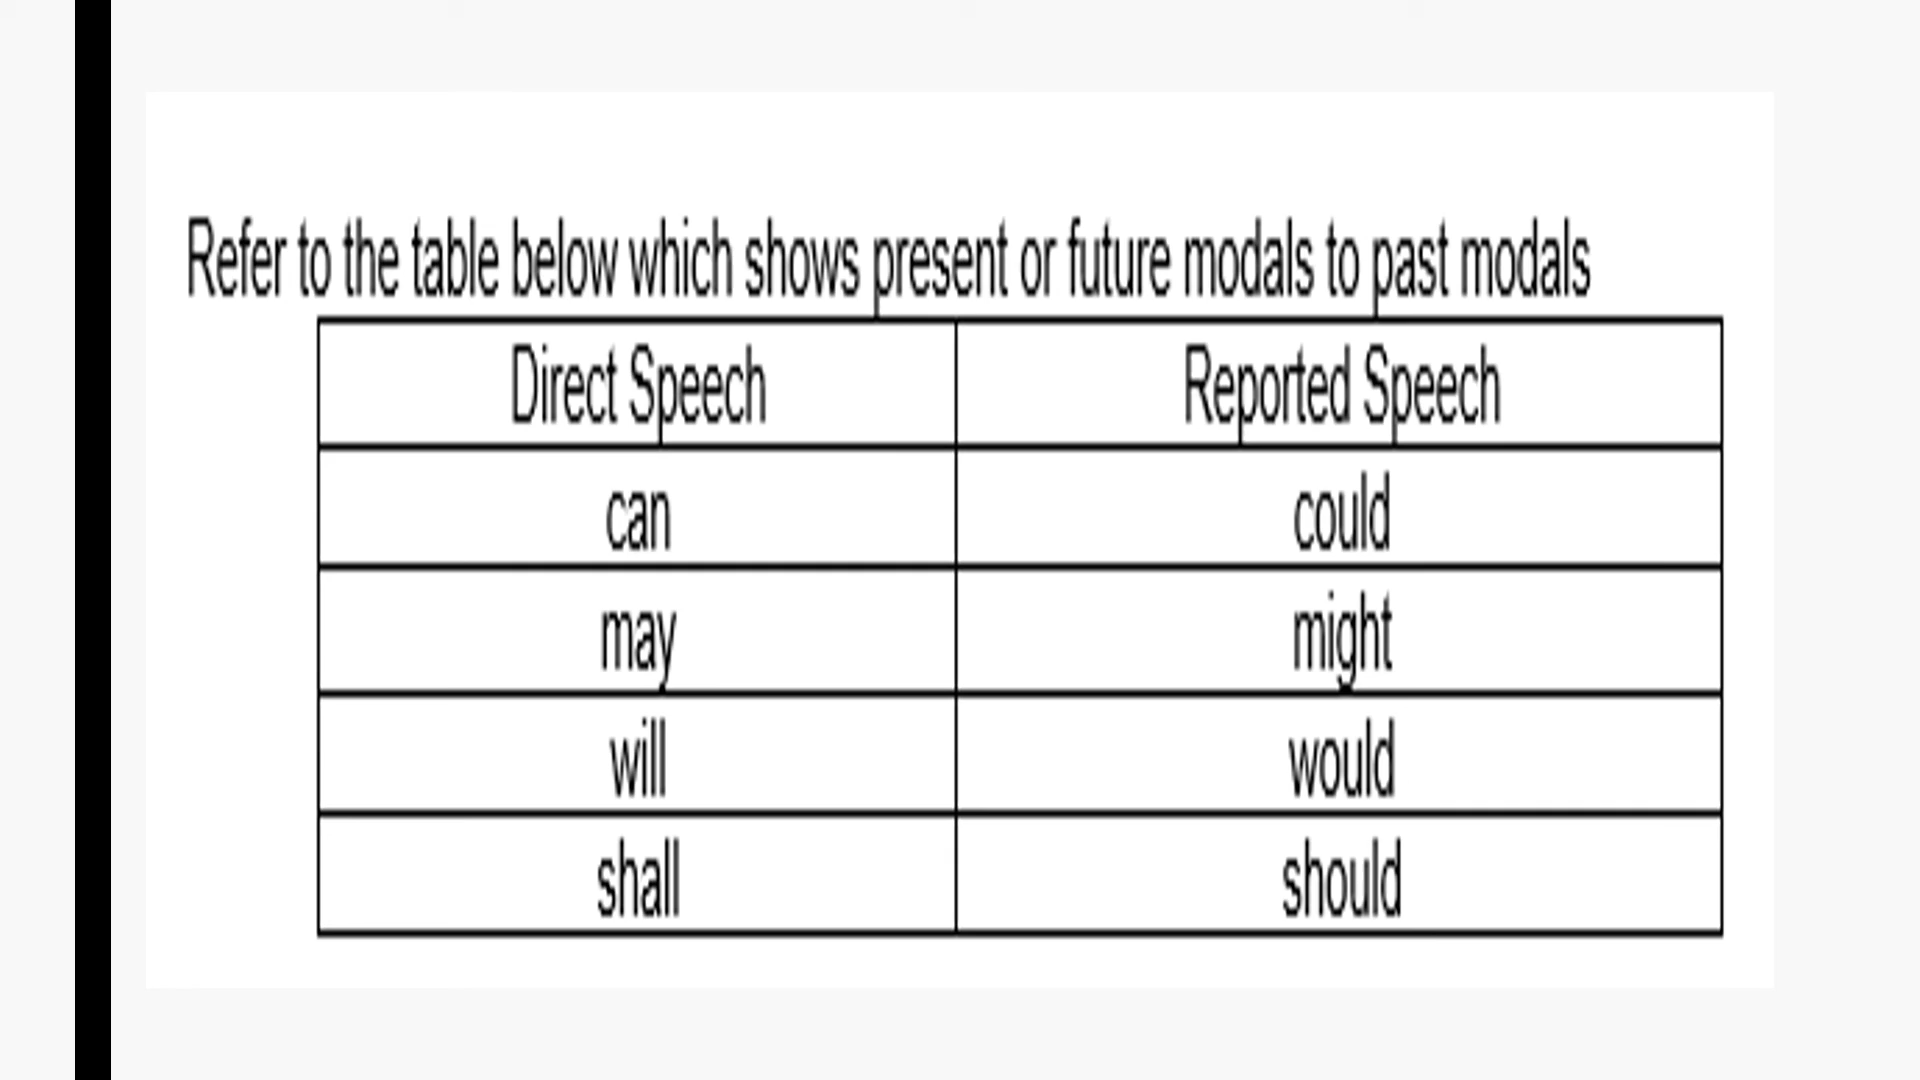 Refer to the table below which shows present or future modals to past modals
Direct Speech Reported Speech
can could
may might
will would
shall should